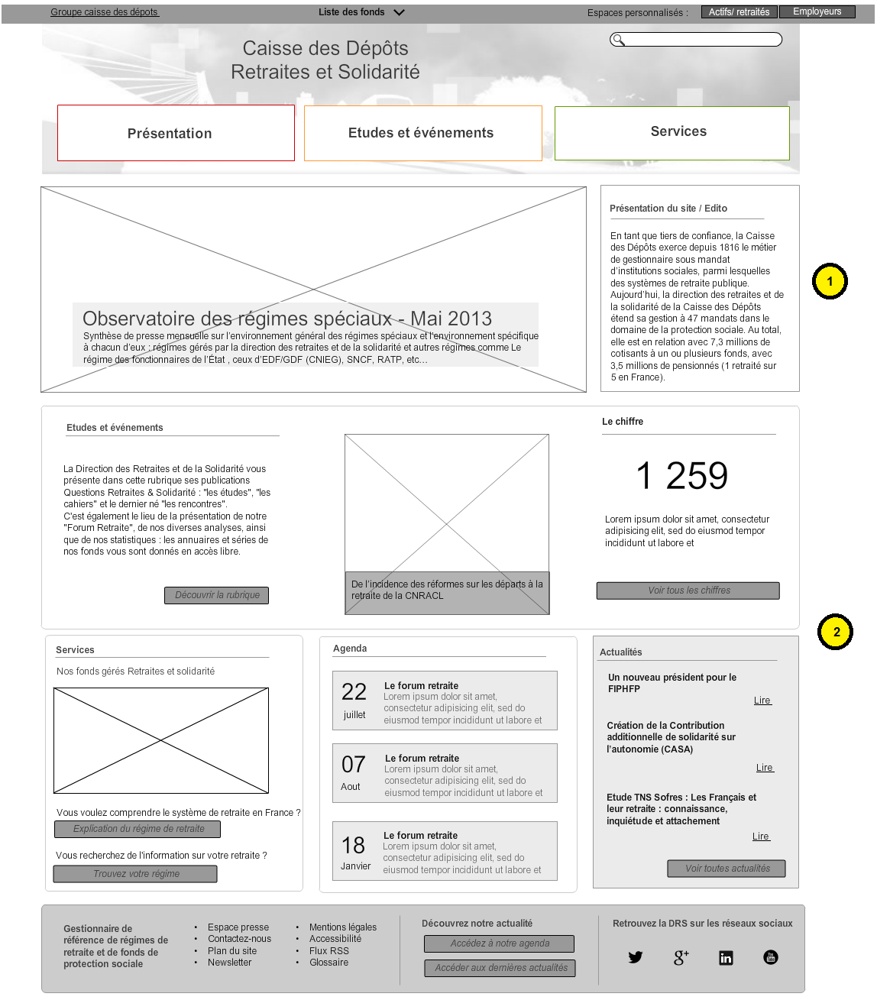 Groupe caisse des dépots
Liste des fonds
Espaces personnalisés :
Actifs/ retraités
Employeurs
Caisse des Dépôts
Retraites et Solidarité
Présentation
Etudes et événements
Services
Observatoire des régimes spéciaux - Mai 2013
Synthèse de presse mensuelle sur l'environnement général des régimes spéciaux et l'environnement spécifique
à chacun d'eux : régimes gérés par la direction des retraites et de la solidarité et autres régimes comme Le
régime des fonctionnaires de l'État , ceux d'EDF/GDF (CNIEG), SNCF, RATP, etc...
Présentation du site / Edito
En tant que tiers de confiance, la Caisse
des Dépôts exerce depuis 1816 le métier
de gestionnaire sous mandat
d'institutions sociales, parmi lesquelles
des systèmes de retraite publique.
Aujourd'hui, la direction des retraites et de
la solidarité de la Caisse des Dépôts
étend sa gestion à 47 mandats dans le
domaine de la protection sociale. Au total,
elle est en relation avec 7,3 millions de
cotisants à un ou plusieurs fonds, avec
3,5 millions de pensionnés (1 retraité sur
5 en France).
1
Etudes et événements
La Direction des Retraites et de la Solidarité vous
présente dans cette rubrique ses publications
Questions Retraites & Solidarité : "les études", "les
cahiers" et le dernier né "les rencontres".
C'est également le lieu de la présentation de notre
"Forum Retraite", de nos diverses analyses, ainsi
que de nos statistiques : les annuaires et séries de
nos fonds vous sont donnés en accès libre.
Découvrir la rubrique
De l'incidence des réformes sur les départs à la
retraite de la CNRACL
Le chiffre
1 259
Lorem ipsum dolor sit amet, consectetur
adipisicing elit, sed do eiusmod tempor
incididunt ut labore et
Voir tous les chiffres
2
Services
Nos fonds gérés Retraites et solidarité
Vous voulez comprendre le système de retraite en France ?
Explication du régime de retraite
Vous recherchez de l'information sur votre retraite ?
Trouvez votre régime
Agenda
22
juillet
Le forum retraite
Lorem ipsum dolor sit amet,
consectetur adipisicing elit, sed do
eiusmod tempor incididunt ut labore et
07
Aout
Le forum retraite
Lorem ipsum dolor sit amet,
consectetur adipisicing elit, sed do
eiusmod tempor incididunt ut labore et
18
Janvier
Le forum retraite
Lorem ipsum dolor sit amet,
consectetur adipisicing elit, sed do
eiusmod tempor incididunt ut labore et
Actualités
Un nouveau président pour le
FIPHFP
Lire
Création de la Contribution
additionnelle de solidarité sur
l'autonomie (CASA)
Lire
Etude TNS Sofres : Les Français et
leur retraite : connaissance,
inquiétude et attachement
Lire
Voir toutes actualités
Gestionnaire de
référence de régimes de
retraite et de fonds de
protection sociale
• Espace presse
• Contactez-nous
• Plan du site
• Newsletter
• Mentions légales
• Accessibilité
• Flux RSS
• Glossaire
Découvrez notre actualité
Accédez à notre agenda
Accéder aux dernières actualités
Retrouvez la DRS sur les réseaux sociaux
g+
in
You
Tube